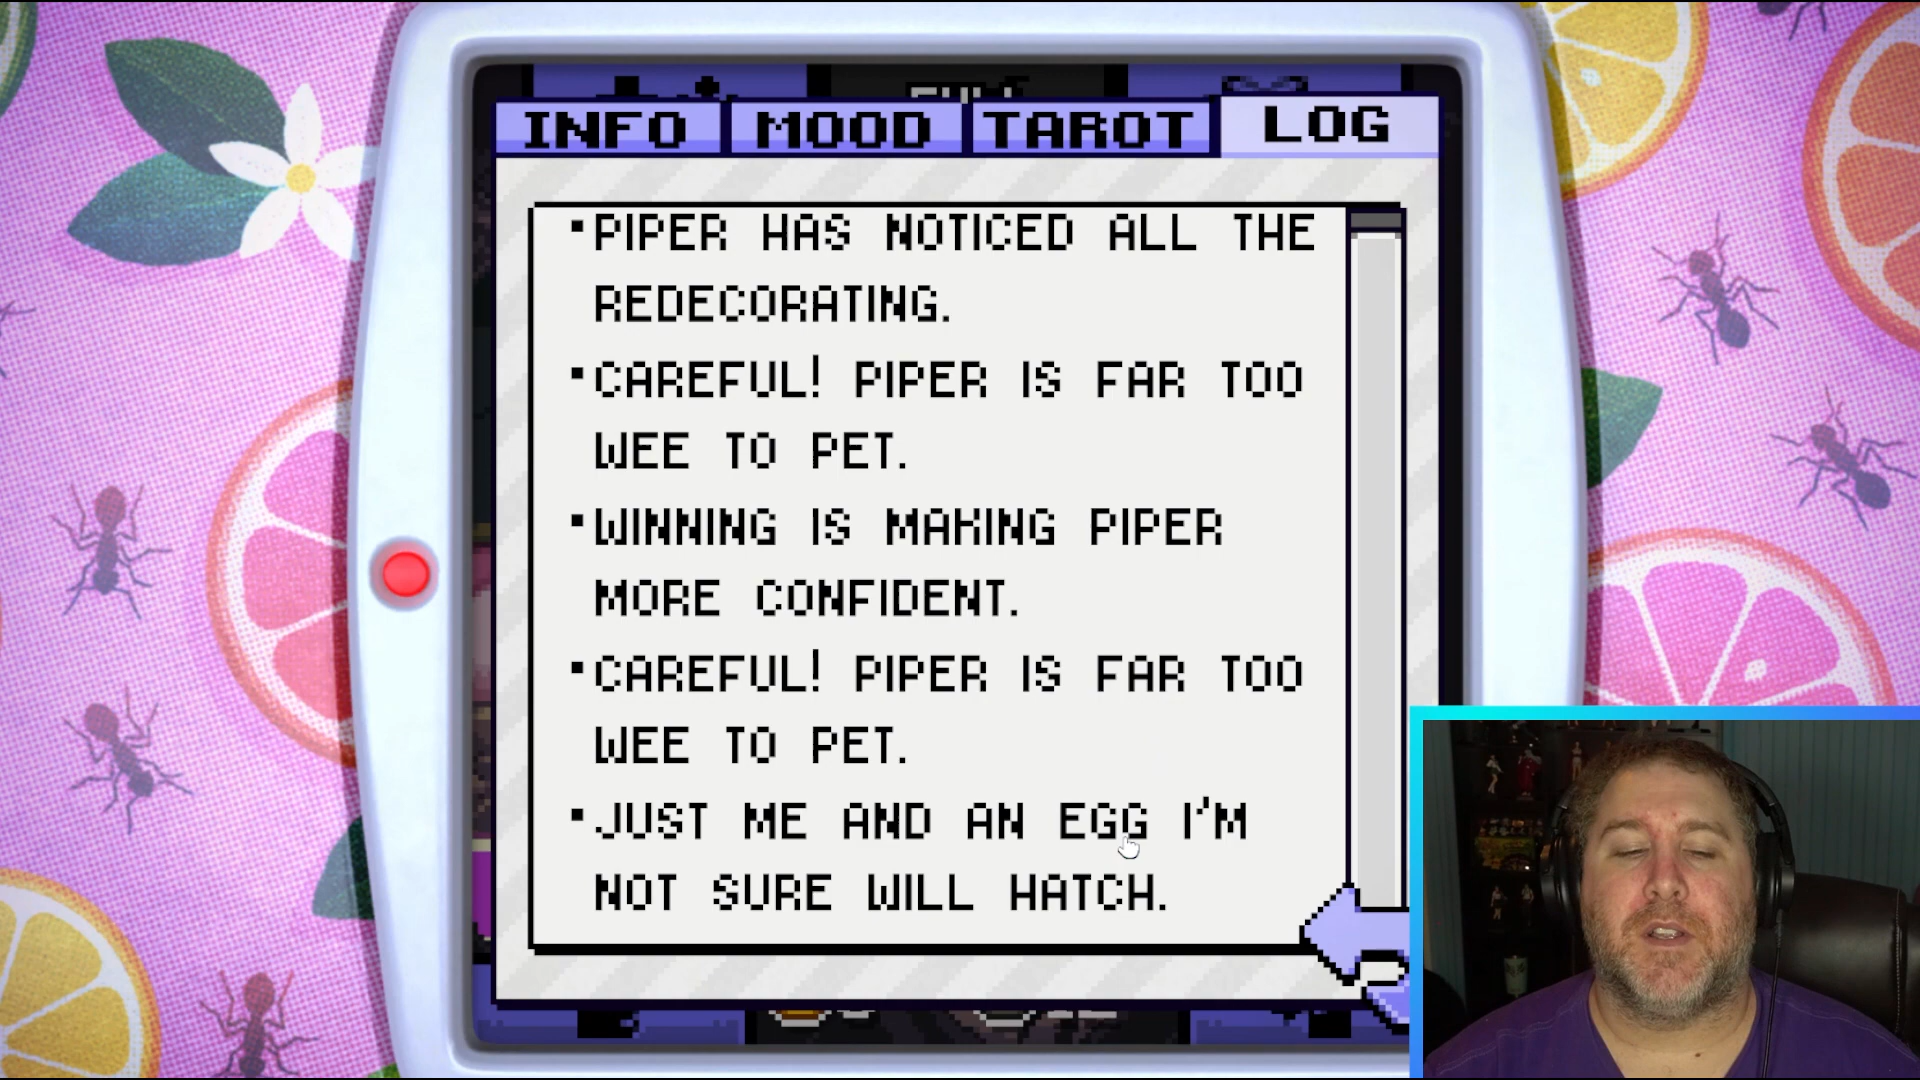 INFO MOOD TAROT LOG
·PIPER HAS NOTICED ALL THE
REDECORATING.
·CAREFUL! PIPER IS FAR TOO
WEE TO PET.
·WINNING IS MAKING PIPER
MORE CONFIDENT.
·CAREFUL! PIPER IS FAR TOO
WEE TO PET.
·JUST ME AND AN EGG I'M
NOT SURE WILL HATCH.